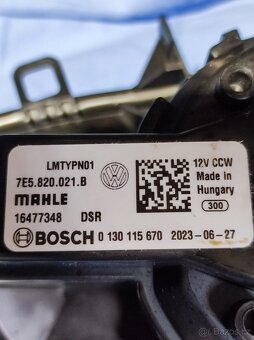 LMTYPN01
7E5.820.021.B
MAHLE
16477348 DSR
12V CCW
Made in
Hungary
300
BOSCH 0 130 115 670 2023-06-27